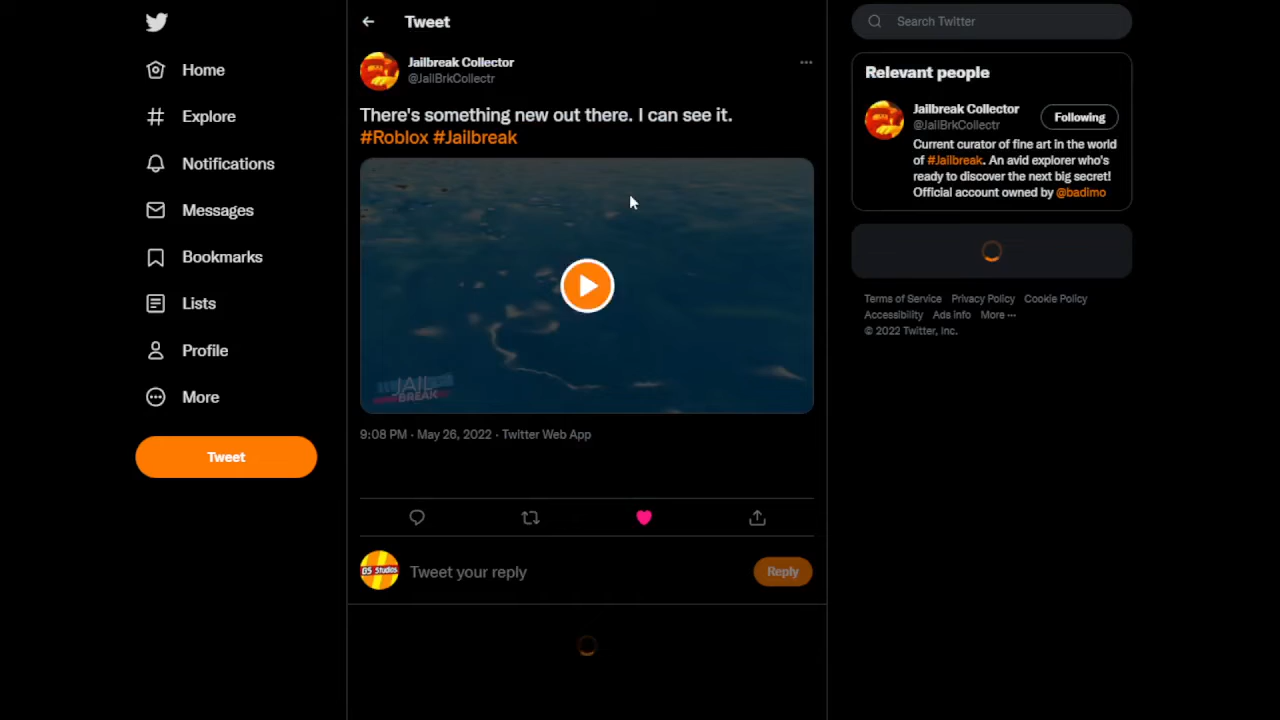 Home
Explore
Notifications
Messages
Bookmarks
Lists
Profile
More
Tweet
Tweet
Jailbreak Collector
@JailBrkCollectr
There's something new out there. I can see it.
#Roblox #Jailbreak
JAIL
BREAK
9:08 PM · May 26, 2022 · Twitter Web App
GS Studios
Tweet your reply
Reply
Search Twitter
Relevant people
Jailbreak Collector
@JailBrkCollectr
Following
Current curator of fine art in the world
of #Jailbreak. An avid explorer who's
ready to discover the next big secret!
Official account owned by @badimo
Terms of Service Privacy Policy Cookie Policy
Accessibility Ads info More ···
© 2022 Twitter, Inc.